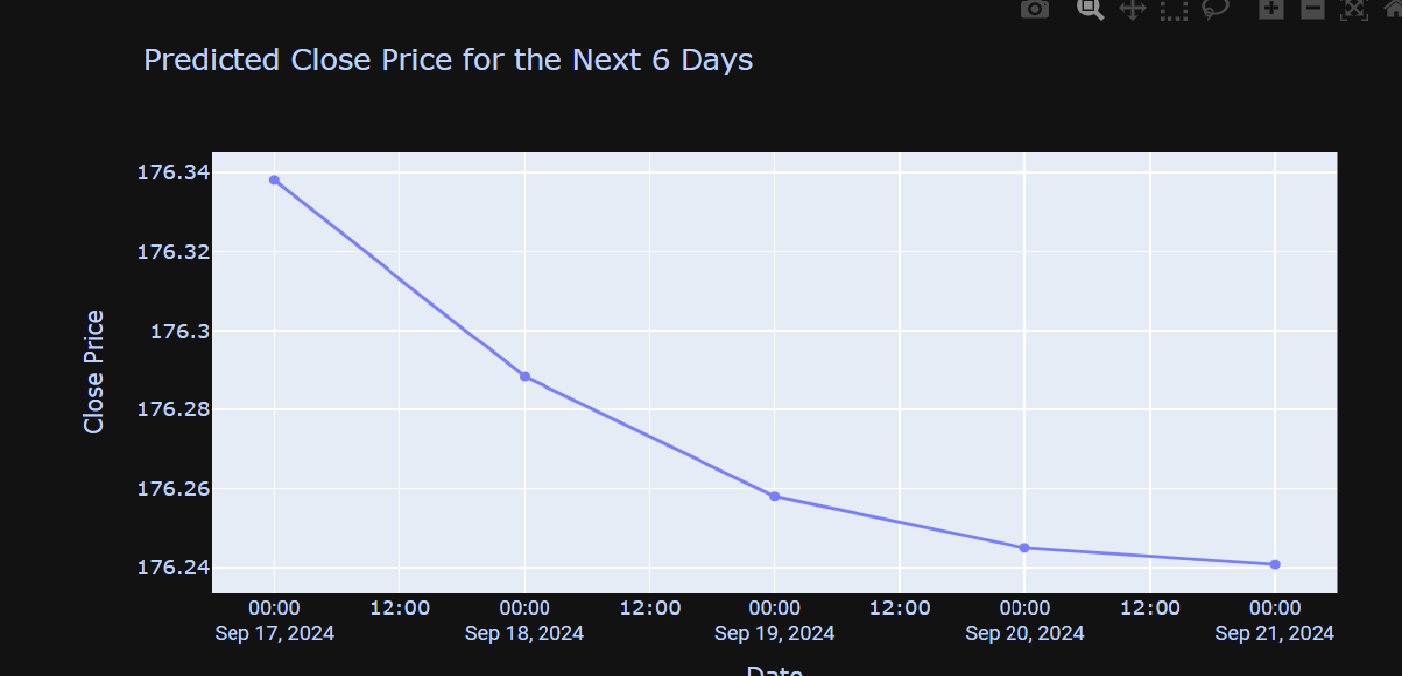 Predicted Close Price for the Next 6 Days
176.34
176.32
176.3
176.28
176.26
176.24
Close Price
00:00 12:00 00:00 12:00 00:00 12:00 00:00 12:00 00:00
Sep 17, 2024 Sep 18, 2024 Sep 19, 2024 Sep 20, 2024 Sep 21, 2024
Date